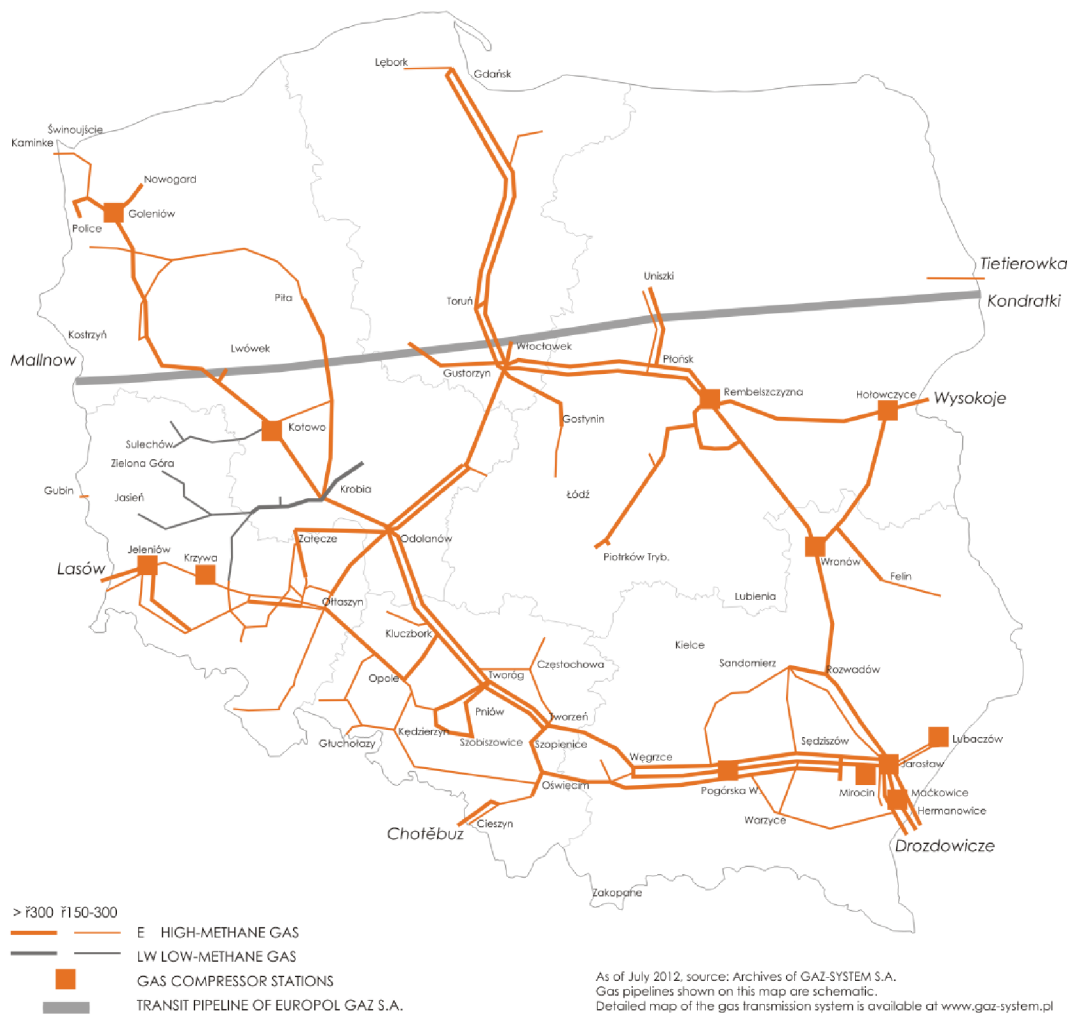 Lębork
Gdańsk
Świnoujście
Kaminke
Nowogard
Goleniów
Police
Uniszki
Tietierowka
Kondratki
Piła
Toruń
Kostrzyń
Lwówek
Włocławek
Mallnow
Gustorzyn
Płońsk
Rembelszczyzna
Hołowczyce
Wysokoje
Gostynin
Kotowo
Sulechów
Zielona Góra
Gubin
Jasień
Krobia
Łódź
Załęcze
Odolanów
Jeleniów
Krzywa
Lasów
Piotrków Tryb.
Wronów
Felin
Lubienia
Ołtaszyn
Kluczbork
Kielce
Sandomierz
Rozwadów
Częstochowa
Tworóg
Opole
Pniów
Tworzeń
Kędzierzyn
Głuchołazy
Szobiszowice
Szopienice
Sędziszów
Lubaczów
Węgrzce
Jarosław
Oświęcim
Pogórska W.
Mirocin
Maćkowice
Hermanowice
Warzyce
Cieszyn
Chotěbuz
Drozdowicze
Zakopane
> ř300 ř150-300
E HIGH-METHANE GAS
LW LOW-METHANE GAS
GAS COMPRESSOR STATIONS
TRANSIT PIPELINE OF EUROPOL GAZ S.A.
As of July 2012, source: Archives of GAZ-SYSTEM S.A.
Gas pipelines shown on this map are schematic.
Detailed map of the gas transmission system is available at www.gaz-system.pl